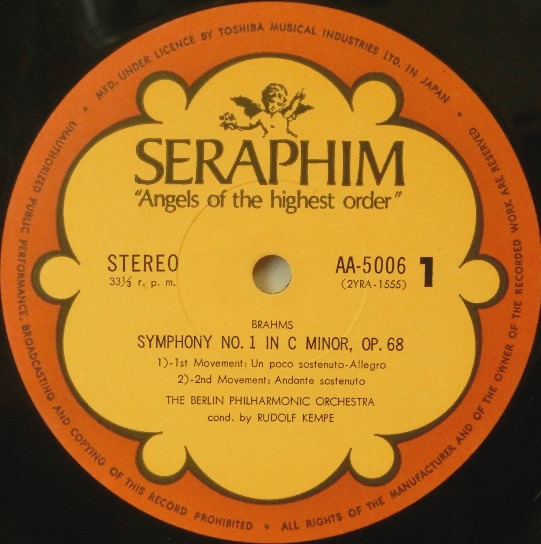 MFD. UNDER LICENCE BY TOSHIBA MUSICAL INDUSTRIES LTD. IN JAPAN
SERAPHIM
"Angels of the highest order"
STEREO
33⅓ r. p. m.
AA-5006
(2YRA-1555)
1
BRAHMS
SYMPHONY NO. 1 IN C MINOR, OP. 68
1)-1st Movement: Un poco sostenuto-Allegro
2)-2nd Movement: Andante sostenuto
THE BERLIN PHILHARMONIC ORCHESTRA
cond. by RUDOLF KEMPE
UNAUTHORIZED PUBLIC PERFORMANCE, BROADCASTING AND COPYING OF THIS RECORD PROHIBITED • ALL RIGHTS OF THE MANUFACTURER AND OF THE OWNER OF THE RECORDED WORK ARE RESERVED